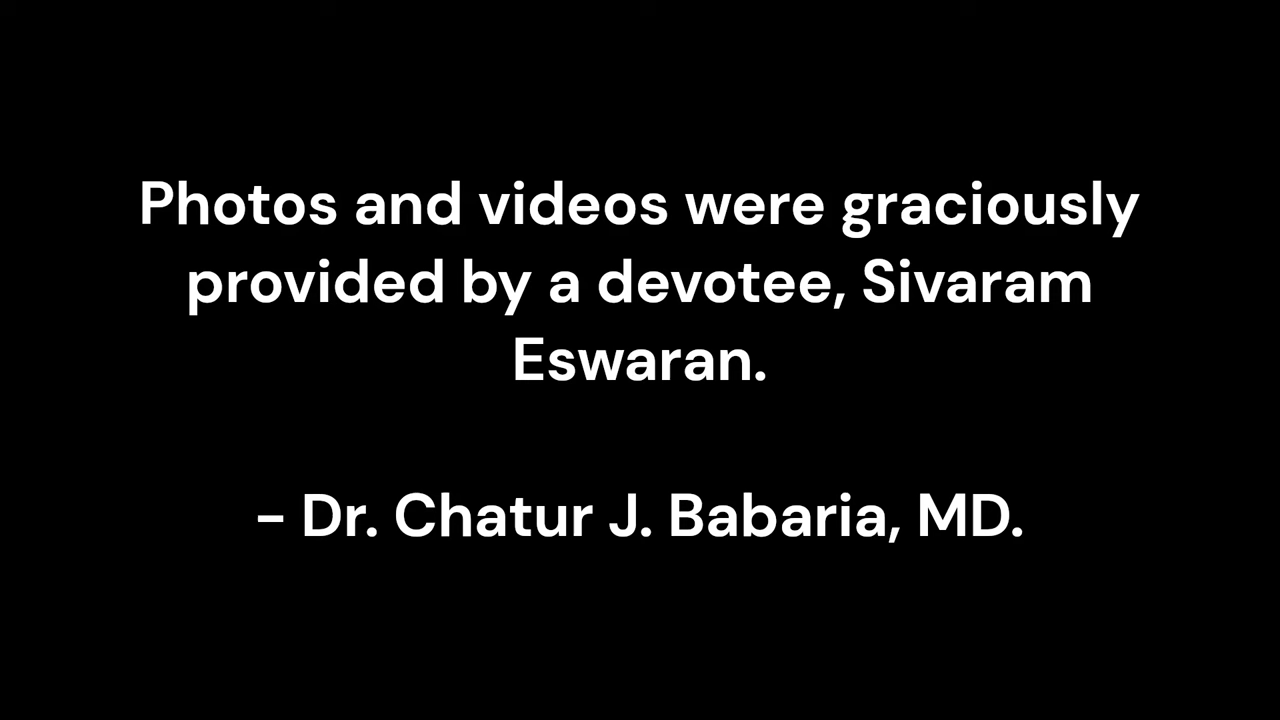 Photos and videos were graciously
provided by a devotee, Sivaram
Eswaran.
- Dr. Chatur J. Babaria, MD.